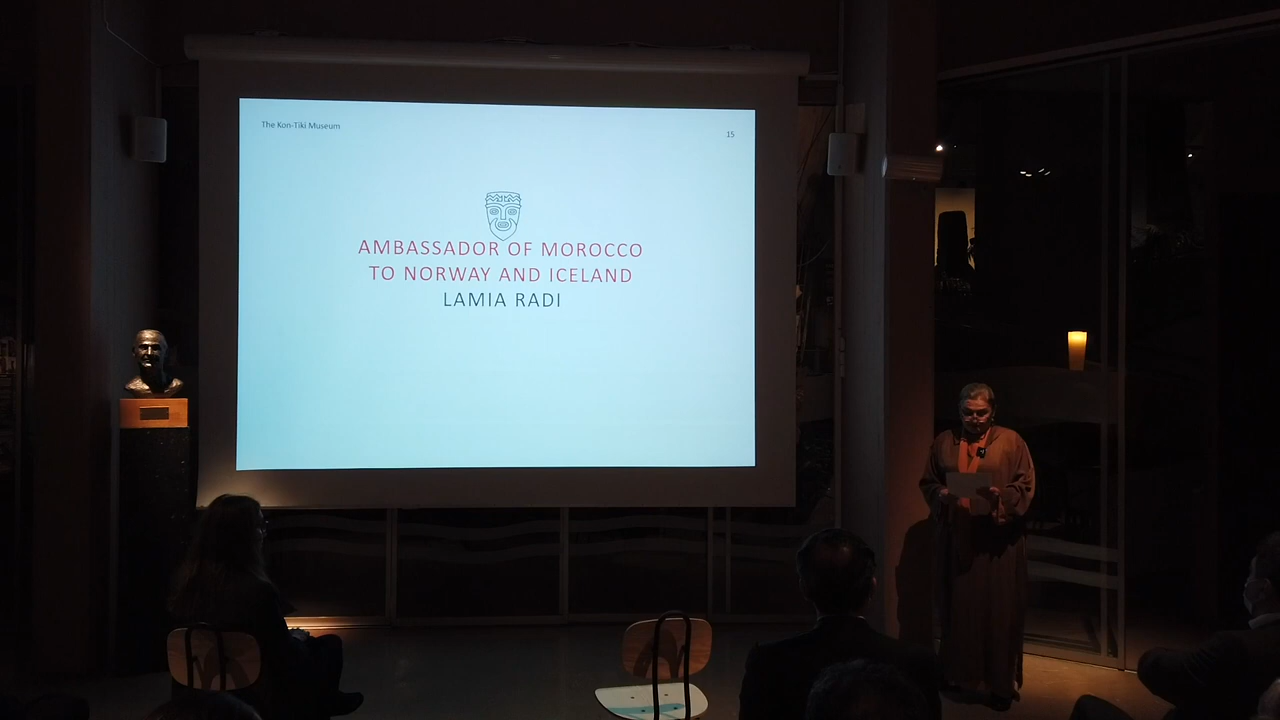 The Kon-Tiki Museum
15
AMBASSADOR OF MOROCCO
TO NORWAY AND ICELAND
LAMIA RADI